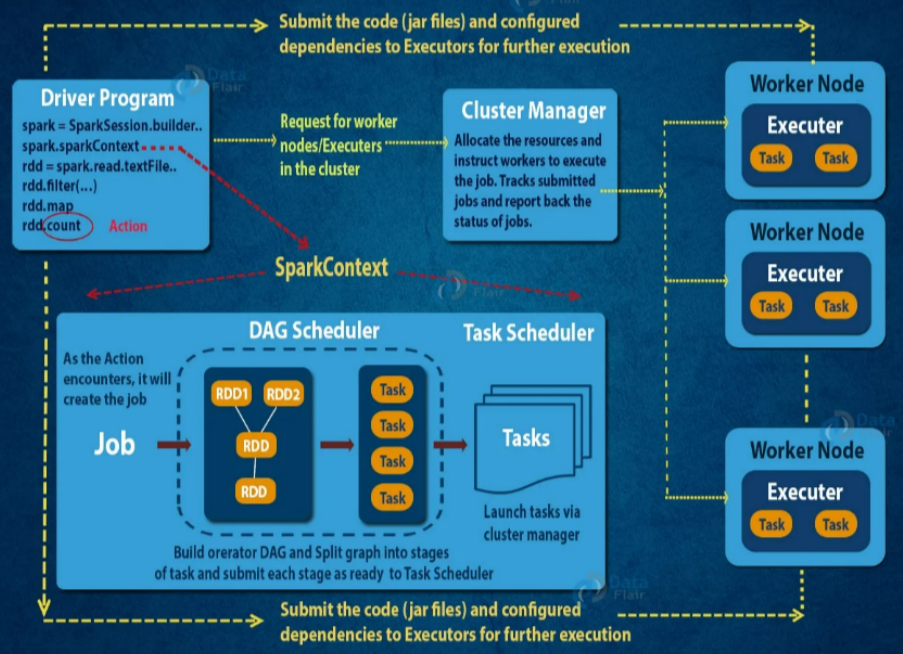 Submit the code (jar files) and configured
dependencies to Executors for further execution
Data
Flair
Driver Program
spark = SparkSession.builder..
spark.sparkContext
rdd = spark.read.textFile..
rdd.filter(...)
rdd.map
rdd.count
Action
Request for worker
nodes/Executers
in the cluster
Cluster Manager
Allocate the resources and
instruct workers to execute
the job. Tracks submitted
jobs and report back the
status of jobs.
Worker Node
Executer
Task Task
Worker Node
Executer
Task Task
Data
Flair
Worker Node
Executer
Task Task
SparkContext
Flair
DAG Scheduler
Task Scheduler
As the Action
encounters, it will
create the job
Job
RDD1 RDD2
RDD
RDD
Task
Task
Task
Task
Tasks
Launch tasks via
cluster manager
Build orerator DAG and Split graph into stages
of task and submit each stage as ready to Task Scheduler
Data
Flair
Submit the code (jar files) and configured
dependencies to Executors for further execution